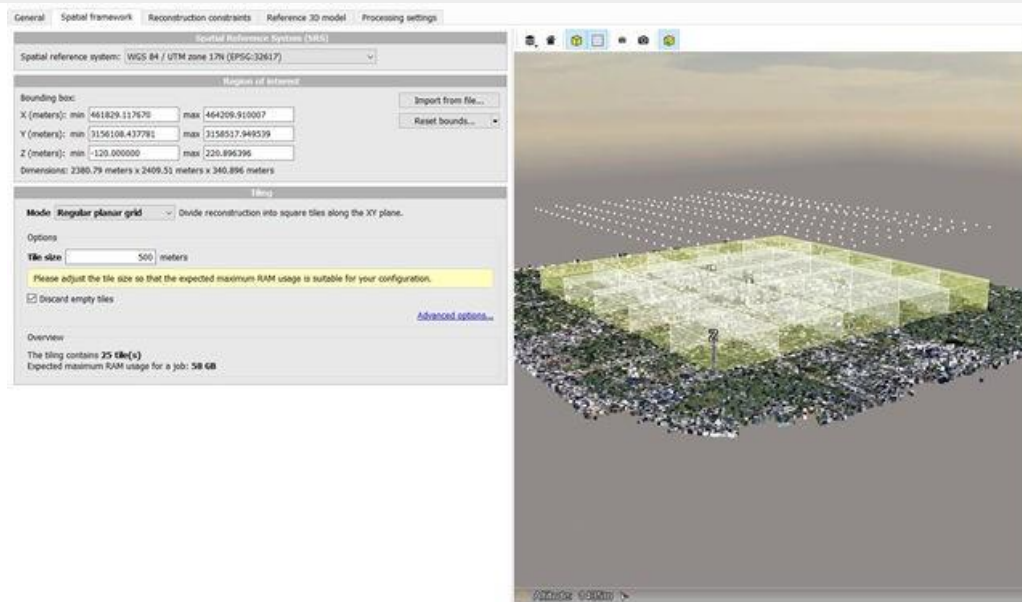 General Spatial framework Reconstruction constraints Reference 3D model Processing settings
Spatial Reference System (SRS)
Spatial reference system: WGS 84 / UTM zone 17N (EPSG:32617)
Region of interest
Bounding box:
Import from file...
X (meters): min 461829.117670 max 464209.910007
Reset bounds...
Y (meters): min 3156108.437781 max 3158517.949539
Z (meters): min -120.000000 max 220.896396
Dimensions: 2380.79 meters x 2409.51 meters x 340.896 meters
Tiling
Mode Regular planar grid Divide reconstruction into square tiles along the XY plane.
Options
Tile size 500 meters
Please adjust the tile size so that the expected maximum RAM usage is suitable for your configuration.
Discard empty tiles
Advanced options...
Overview
The tiling contains 25 tile(s)
Expected maximum RAM usage for a job: 58 GB
Z
Altitude: 1435m